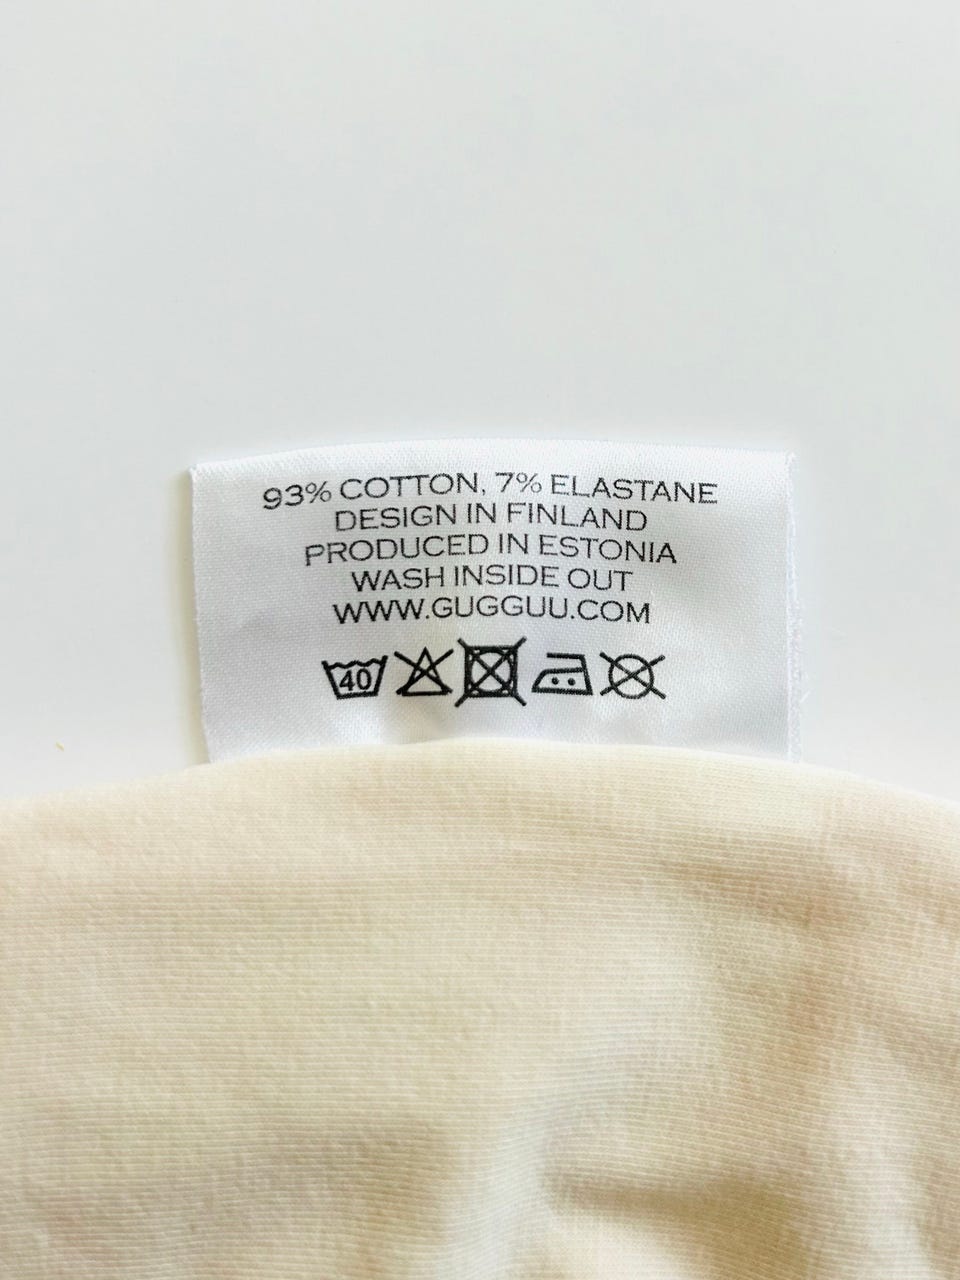 93% COTTON, 7% ELASTANE
DESIGN IN FINLAND
PRODUCED IN ESTONIA
WASH INSIDE OUT
WWW.GUGGUU.COM
40